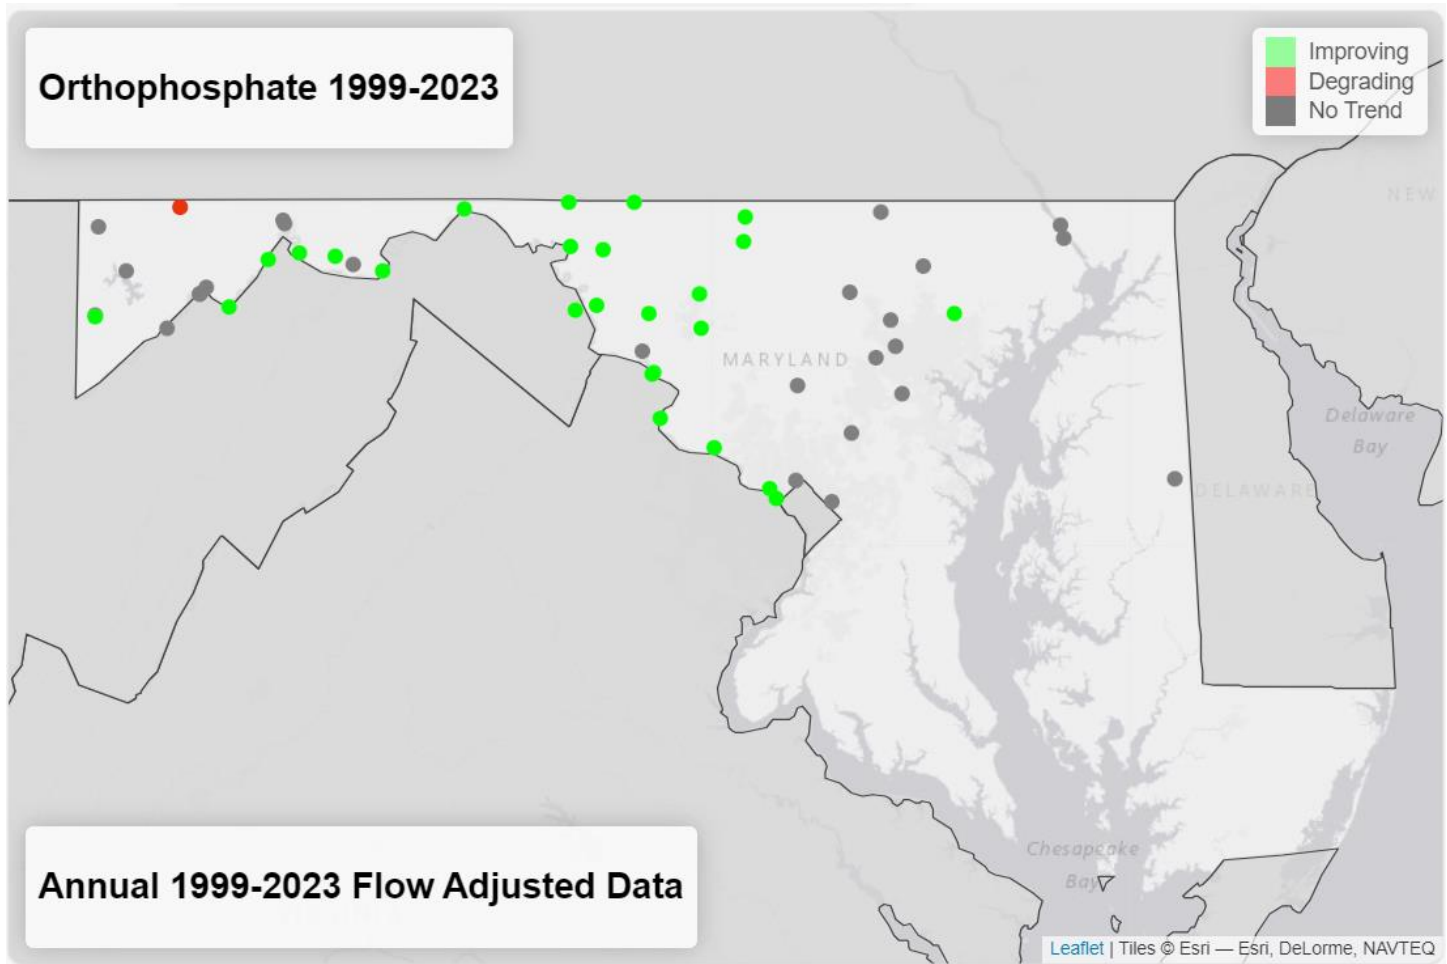 Orthophosphate 1999-2023
Improving
Degrading
No Trend
NEW
MARYLAND
Delaware
Bay
DELAWARE
Chesapeake
Bay
Annual 1999-2023 Flow Adjusted Data
Leaflet | Tiles © Esri — Esri, DeLorme, NAVTEQ